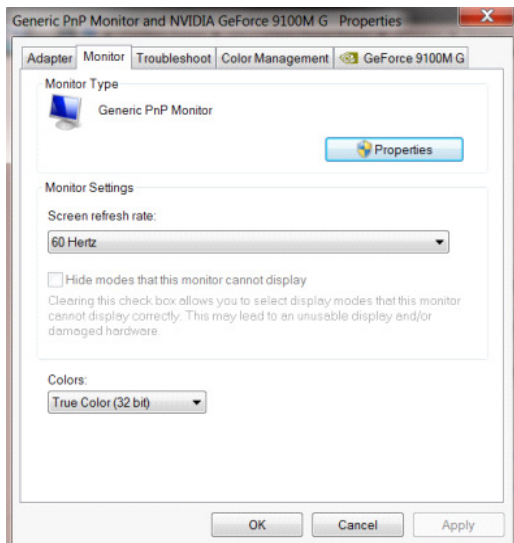 Generic PnP Monitor and NVIDIA GeForce 9100M G Properties
X
Adapter Monitor Troubleshoot Color Management GeForce 9100M G
Monitor Type
Generic PnP Monitor
Properties
Monitor Settings
Screen refresh rate:
60 Hertz
Hide modes that this monitor cannot display
Clearing this check box allows you to select display modes that this monitor
cannot display correctly. This may lead to an unusable display and/or
damaged hardware.
Colors:
True Color (32 bit)
OK Cancel Apply